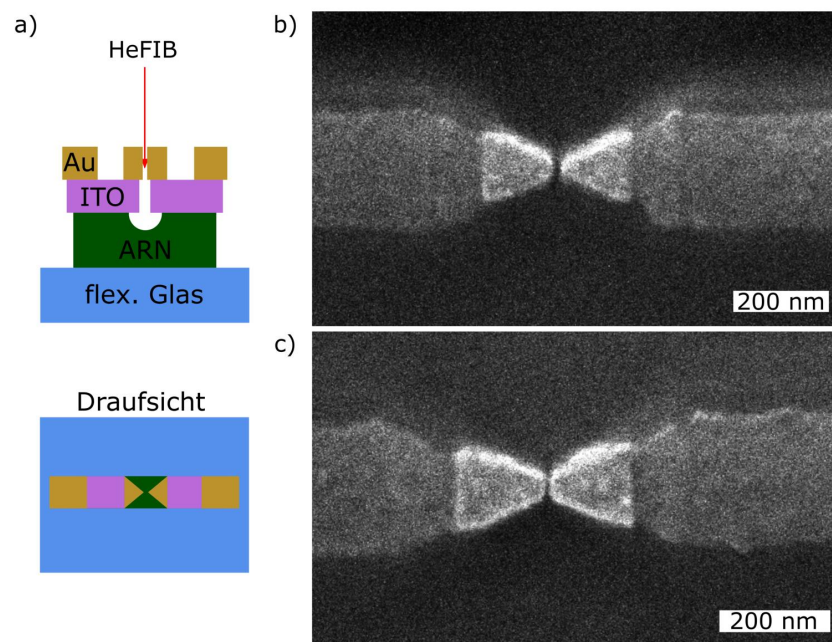 a)
HeFIB
Au
ITO
ARN
flex. Glas
Draufsicht
b)
200 nm
c)
200 nm